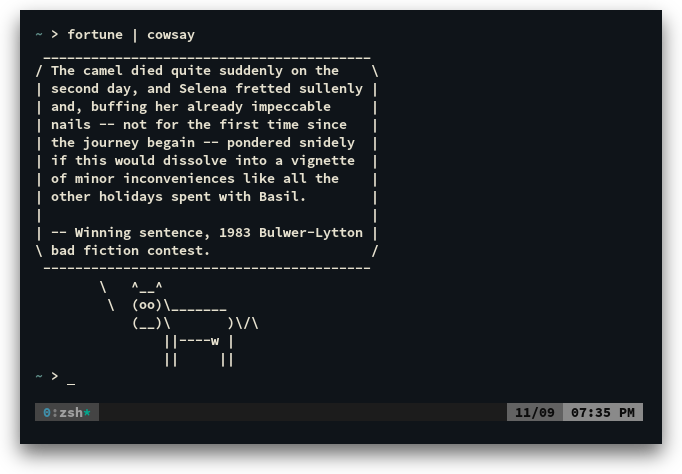 ~ > fortune | cowsay
 _________________________________________
/ The camel died quite suddenly on the    \
| second day, and Selena fretted sullenly |
| and, buffing her already impeccable     |
| nails -- not for the first time since   |
| the journey begain -- pondered snidely  |
| if this would dissolve into a vignette  |
| of minor inconveniences like all the    |
| other holidays spent with Basil.        |
|                                         |
| -- Winning sentence, 1983 Bulwer-Lytton |
\ bad fiction contest.                    /
 -----------------------------------------
        \   ^__^
         \  (oo)\_______
            (__)\       )\/\
                ||----w |
                ||     ||
~ > _
0:zsh* 11/09 07:35 PM